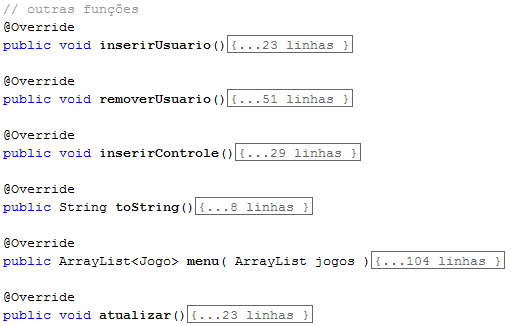 // outras funções
@Override
public void inserirUsuario(){...23 linhas }
@Override
public void removerUsuario(){...51 linhas }
@Override
public void inserirControle(){...29 linhas }
@Override
public String toString(){...8 linhas }
@Override
public ArrayList<Jogo> menu( ArrayList jogos ){...104 linhas }
@Override
public void atualizar(){...23 linhas }